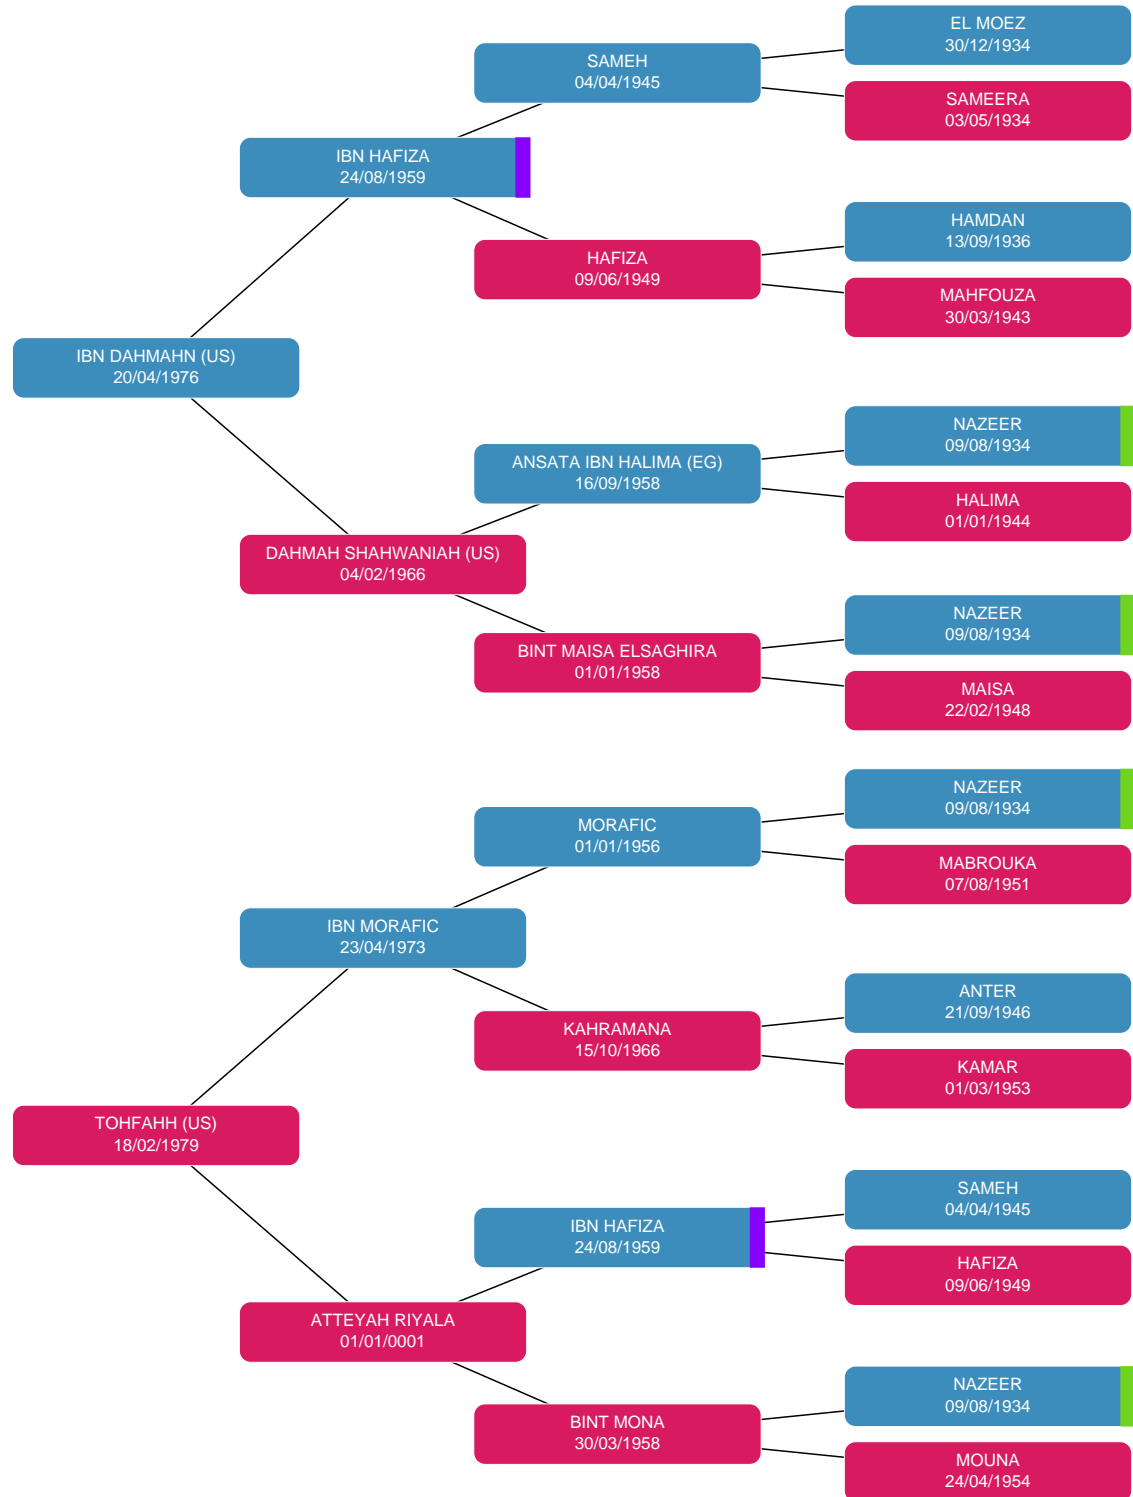 EL MOEZ
30/12/1934
SAMEH
04/04/1945
SAMEERA
03/05/1934
IBN HAFIZA
24/08/1959
HAMDAN
13/09/1936
HAFIZA
09/06/1949
MAHFOUZA
30/03/1943
IBN DAHMAHN (US)
20/04/1976
NAZEER
09/08/1934
ANSATA IBN HALIMA (EG)
16/09/1958
HALIMA
01/01/1944
DAHMAH SHAHWANIAH (US)
04/02/1966
NAZEER
09/08/1934
BINT MAISA ELSAGHIRA
01/01/1958
MAISA
22/02/1948
NAZEER
09/08/1934
MORAFIC
01/01/1956
MABROUKA
07/08/1951
IBN MORAFIC
23/04/1973
ANTER
21/09/1946
KAHRAMANA
15/10/1966
KAMAR
01/03/1953
TOHFAHH (US)
18/02/1979
SAMEH
04/04/1945
IBN HAFIZA
24/08/1959
HAFIZA
09/06/1949
ATTEYAH RIYALA
01/01/0001
NAZEER
09/08/1934
BINT MONA
30/03/1958
MOUNA
24/04/1954